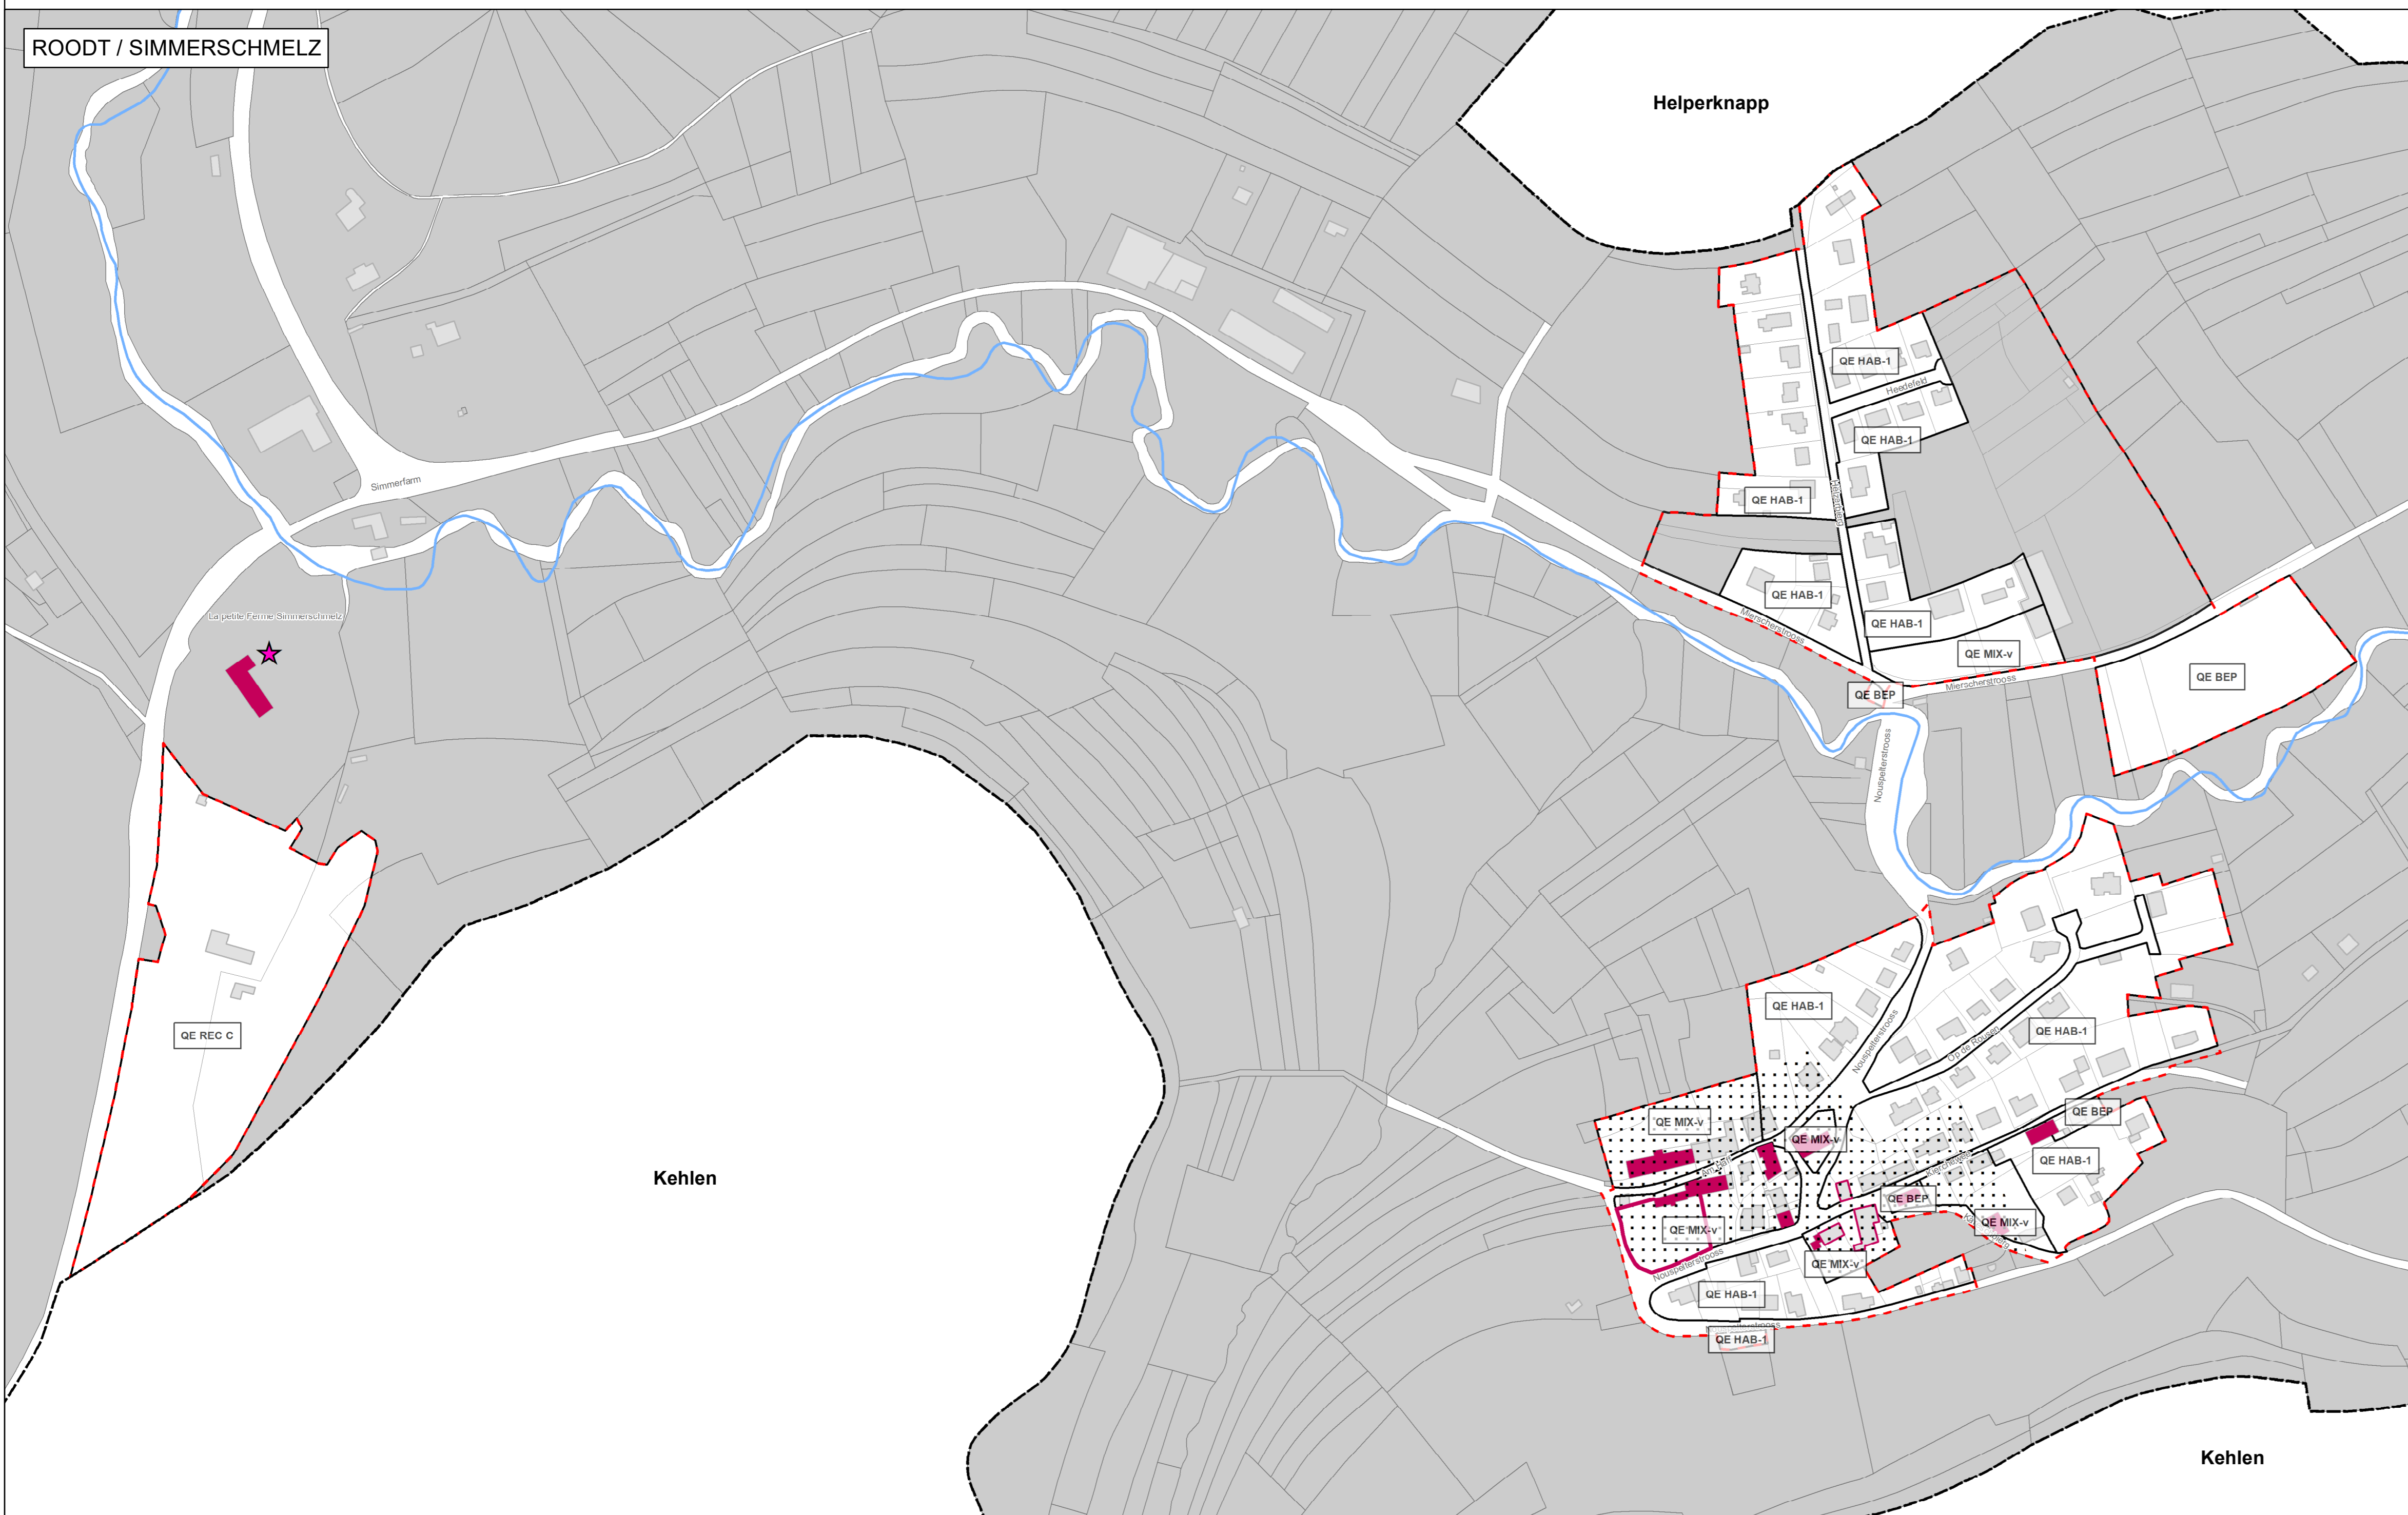 ROODT / SIMMERSCHMELZ
Helperknapp
QE HAB-1
Heedefeld
QE HAB-1
Simmerfarm
QE HAB-1
QE HAB-1
La petite Ferme Simmerschmelz
Mierscherstrooss
QE HAB-1
QE MIX-v
QE BEP
Mierscherstrooss
QE BEP
Nouspelterstrooss
QE HAB-1
QE REC C
Nouspelterstrooss
Op de Rousen
QE HAB-1
QE BEP
QE MIX-v
QE MIX-v
QE HAB-1
Kehlen
QE BEP
QE MIX-v
QE MIX-v
Nouspelterstrooss
QE MIX-v
QE HAB-1
QE HAB-1
Kehlen